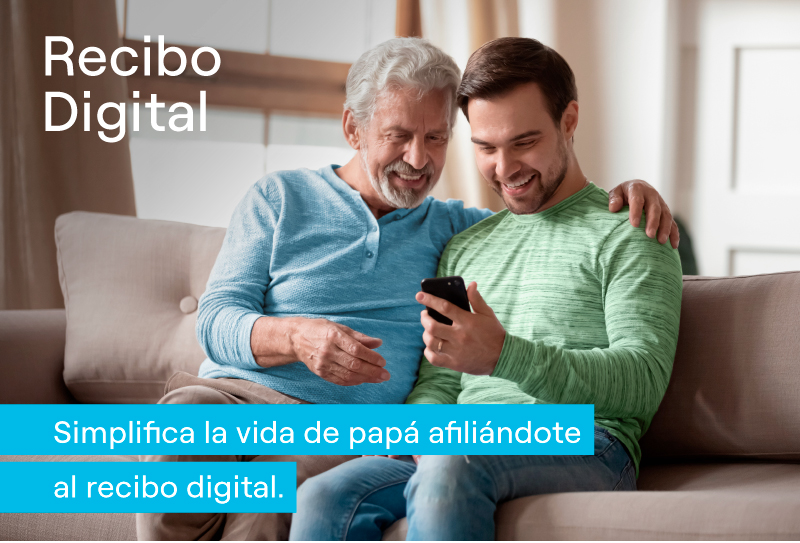 Recibo
Digital
Simplifica la vida de papá afiliándote
al recibo digital.